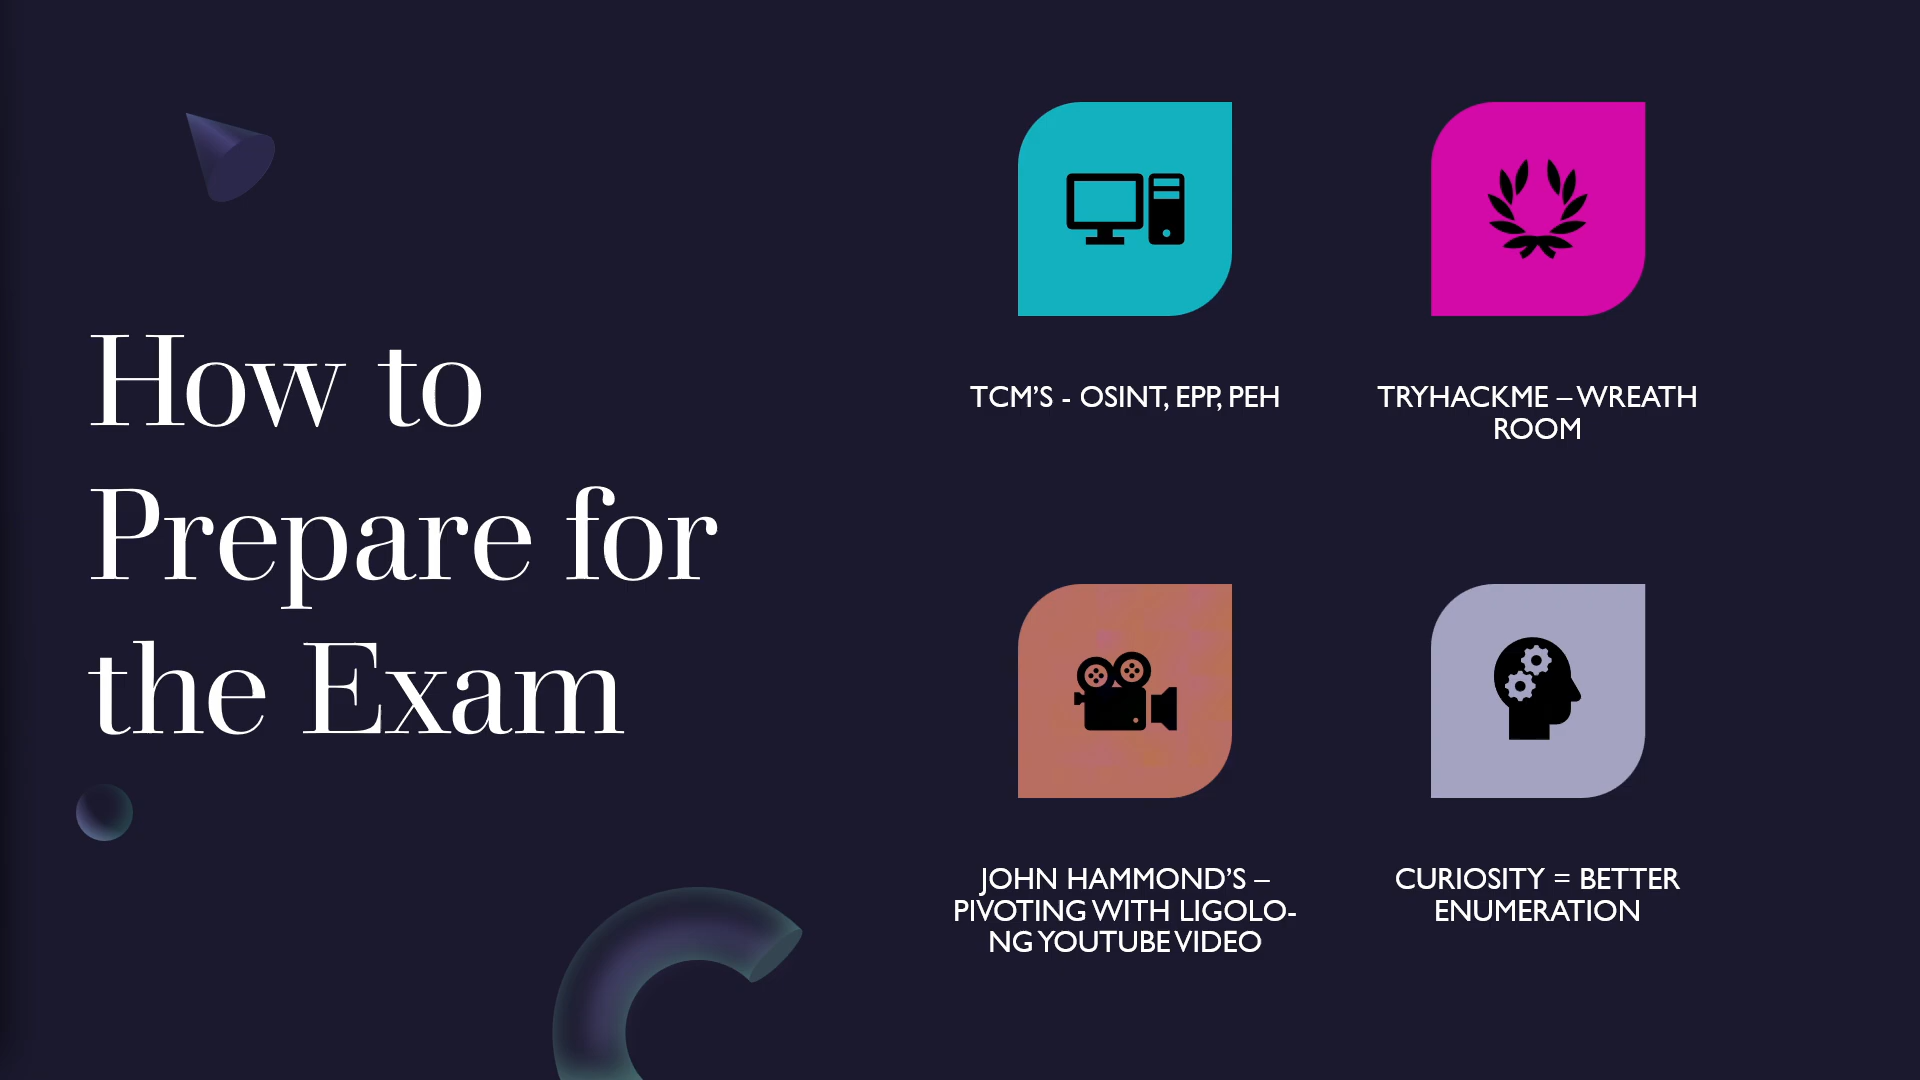 How to
Prepare for
the Exam
TCM’S - OSINT, EPP, PEH
TRYHACKME – WREATH
ROOM
JOHN HAMMOND’S –
PIVOTING WITH LIGOLO-
NG YOUTUBE VIDEO
CURIOSITY = BETTER
ENUMERATION